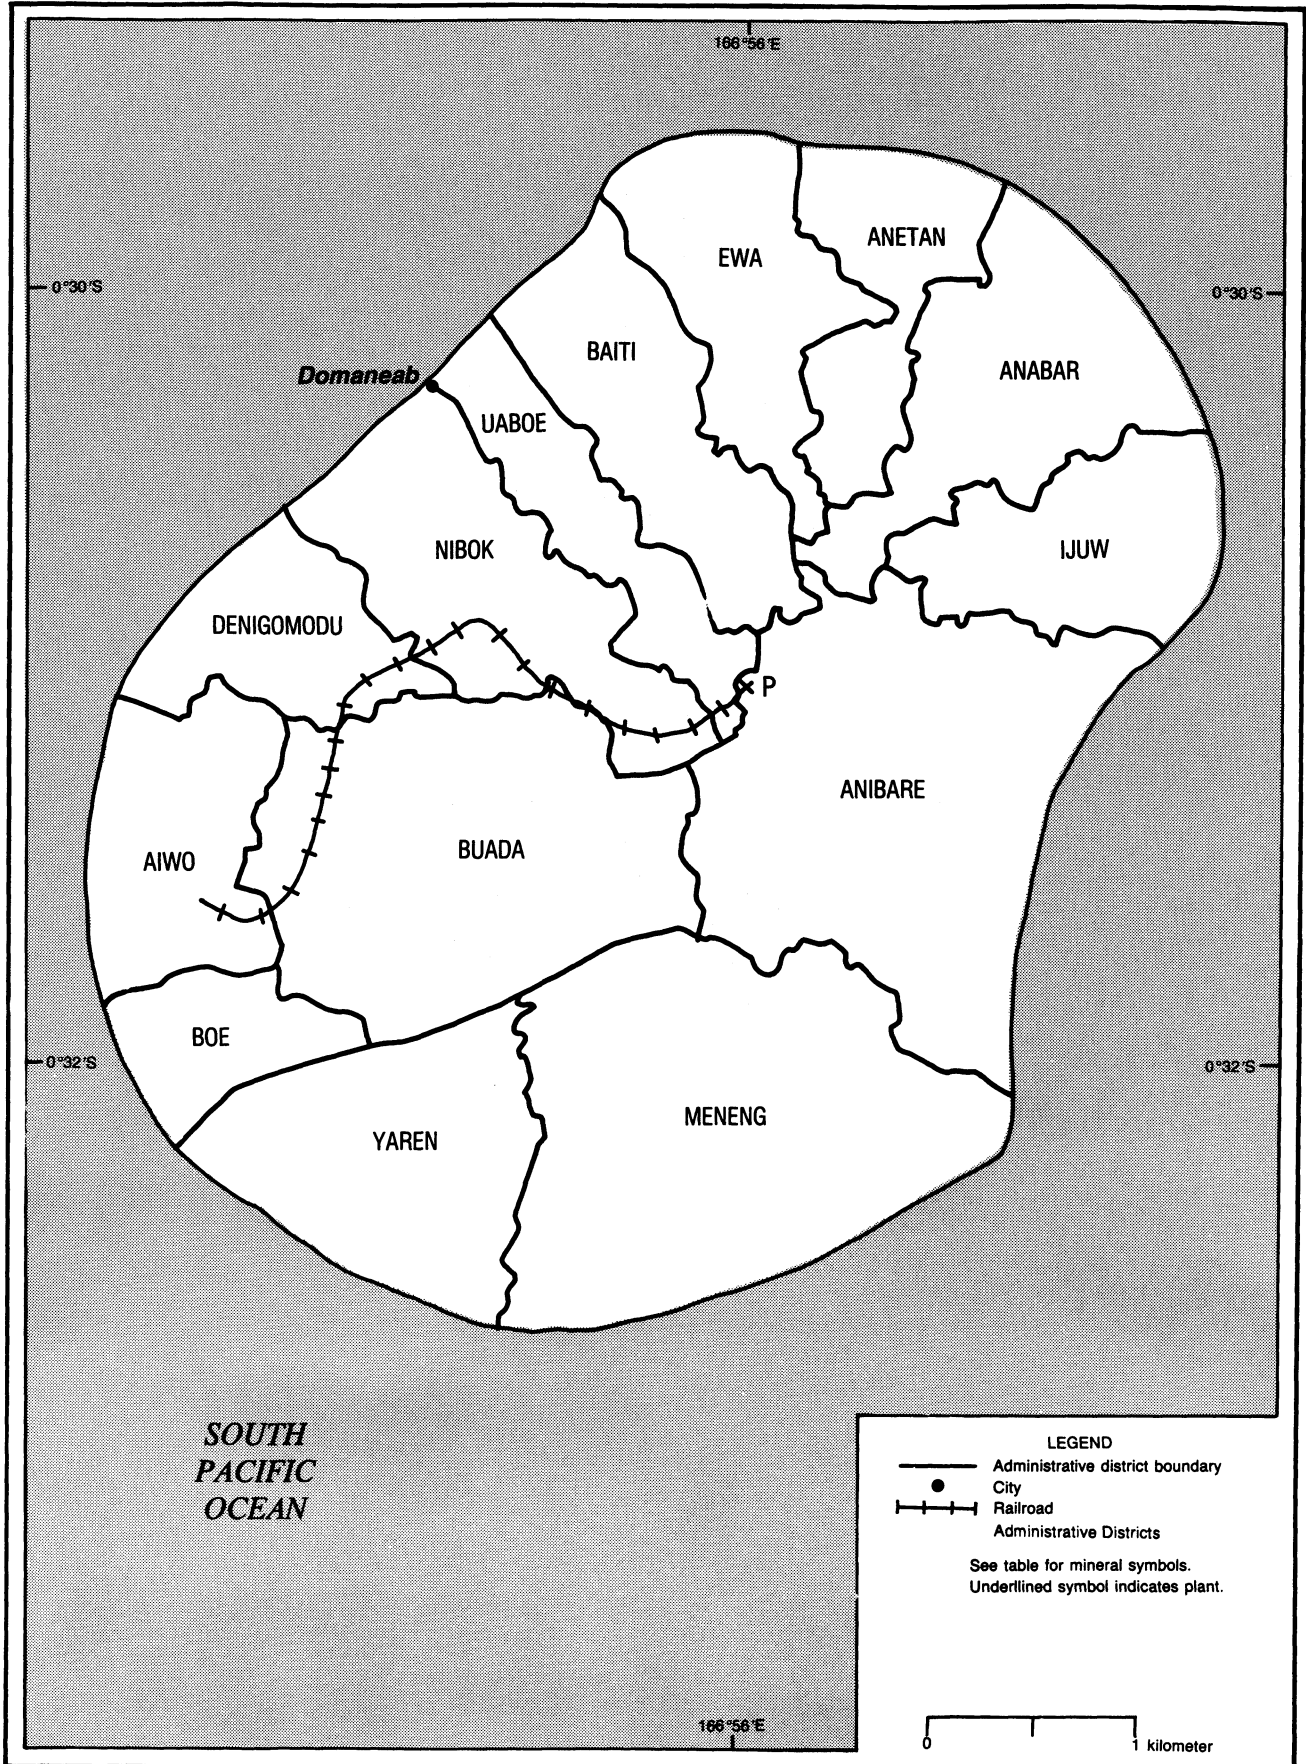 166°56'E
ANETAN
EWA
0°30'S
0°30'S
BAITI
ANABAR
Domaneab
UABOE
NIBOK
IJUW
DENIGOMODU
P
ANIBARE
BUADA
AIWO
BOE
0°32'S
0°32'S
MENENG
YAREN
SOUTH
PACIFIC
OCEAN
LEGEND
Administrative district boundary
City
Railroad
Administrative Districts
See table for mineral symbols.
Underllined symbol indicates plant.
166°56'E
0 1 kilometer